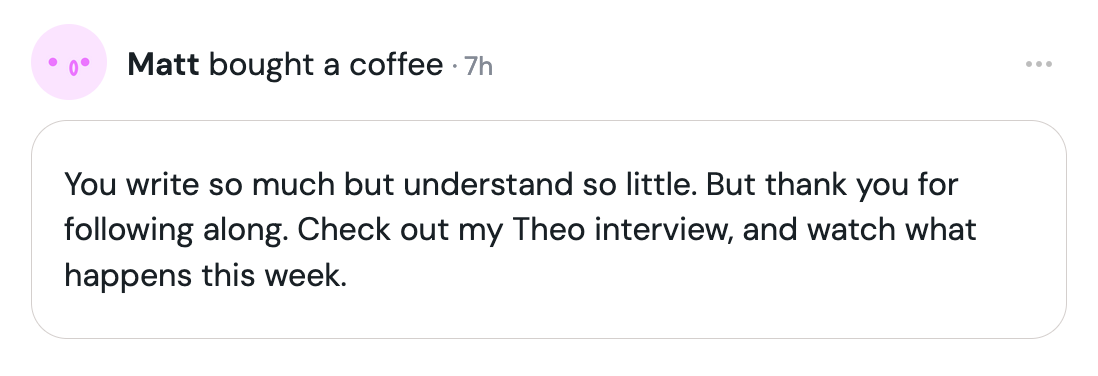 Matt bought a coffee · 7h
You write so much but understand so little. But thank you for
following along. Check out my Theo interview, and watch what
happens this week.